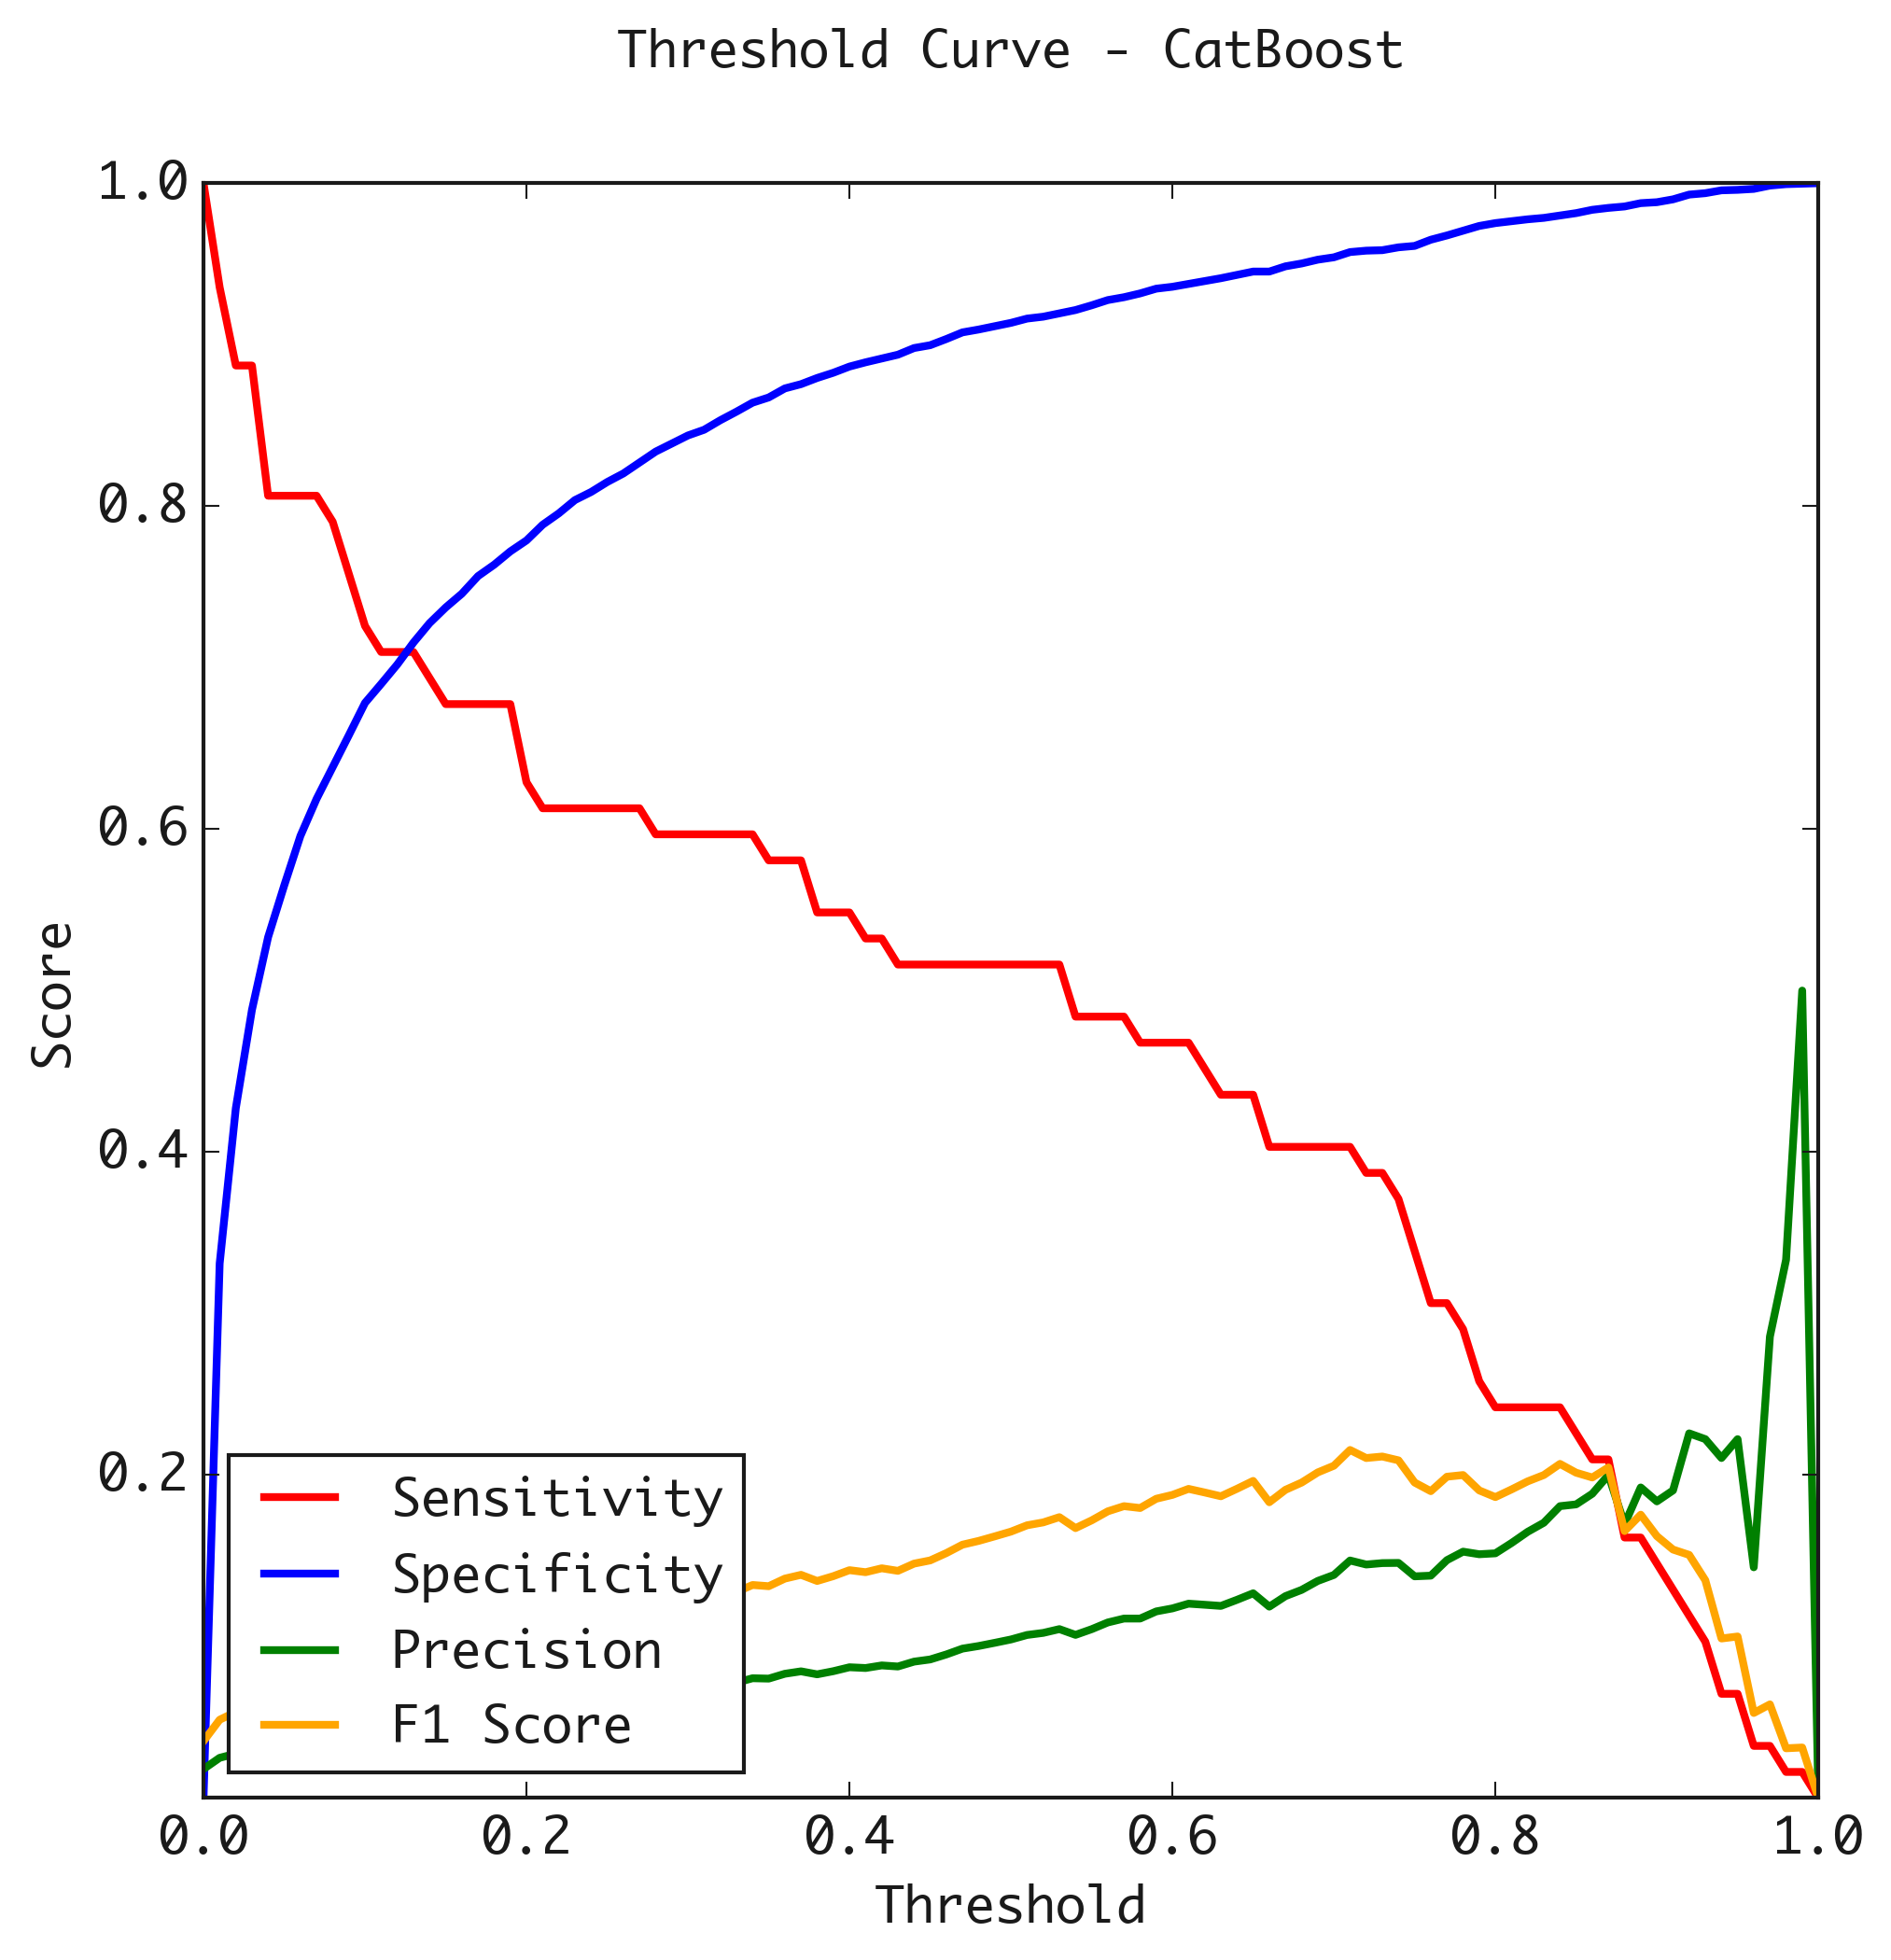 Threshold Curve - CatBoost
1.0
0.8
0.6
0.4
0.2
Score
Sensitivity
Specificity
Precision
F1 Score
0.0 0.2 0.4 0.6 0.8 1.0
Threshold